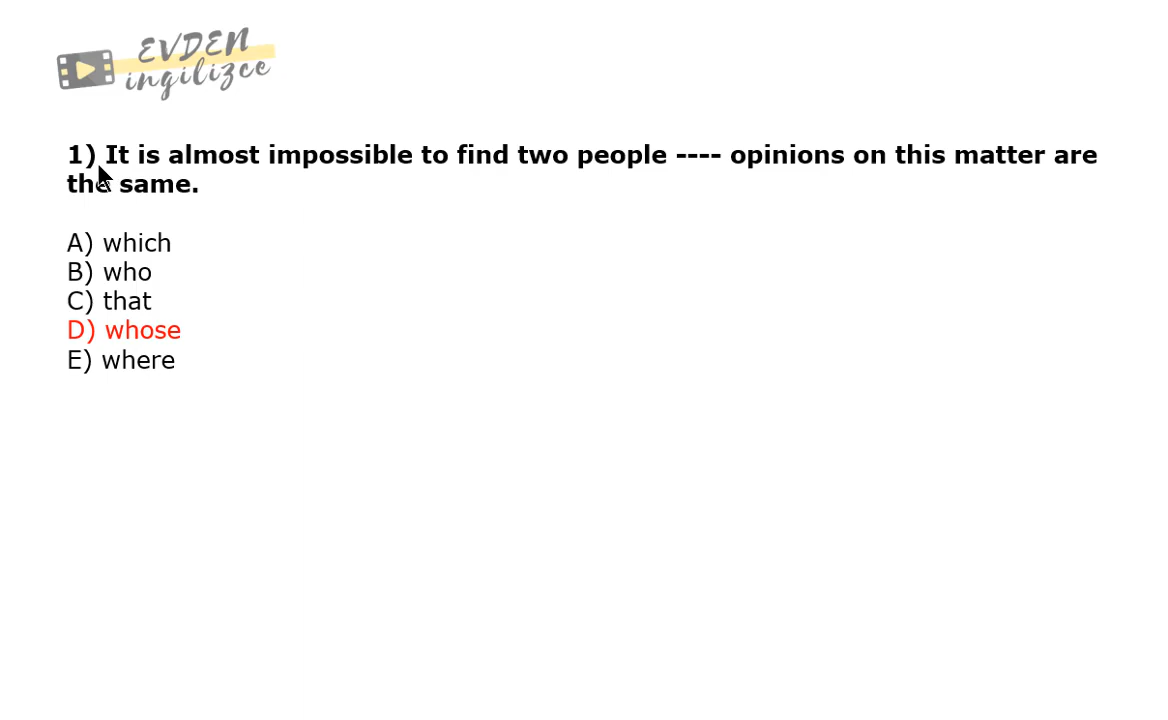 EVDEN
ingilizce
1) It is almost impossible to find two people ---- opinions on this matter are
the same.
A) which
B) who
C) that
D) whose
E) where